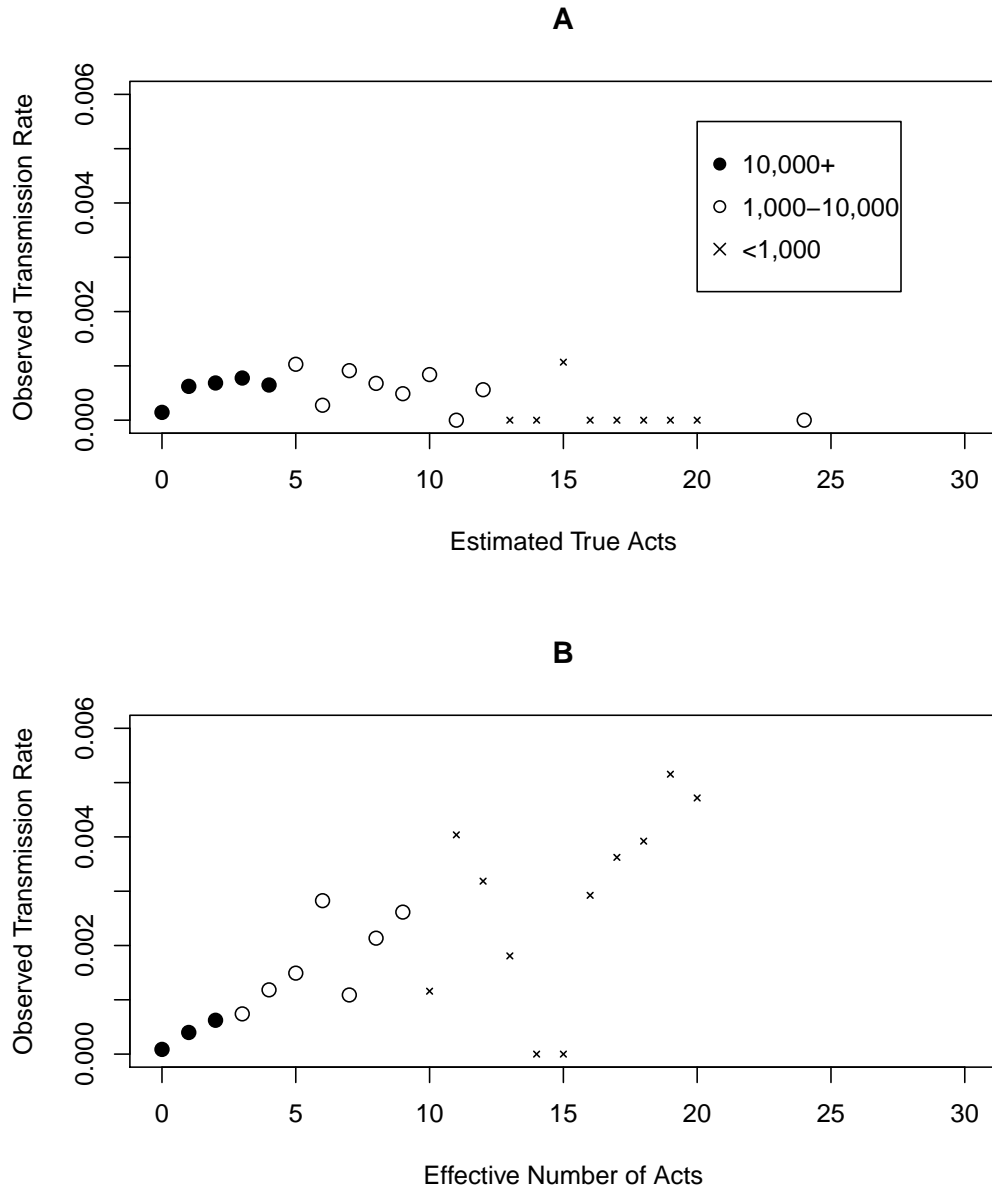 A
Observed Transmission Rate
0.006
0.004
0.002
0.000
10,000+
1,000−10,000
<1,000
0 5 10 15 20 25 30
Estimated True Acts
B
Observed Transmission Rate
0.006
0.004
0.002
0.000
0 5 10 15 20 25 30
Effective Number of Acts